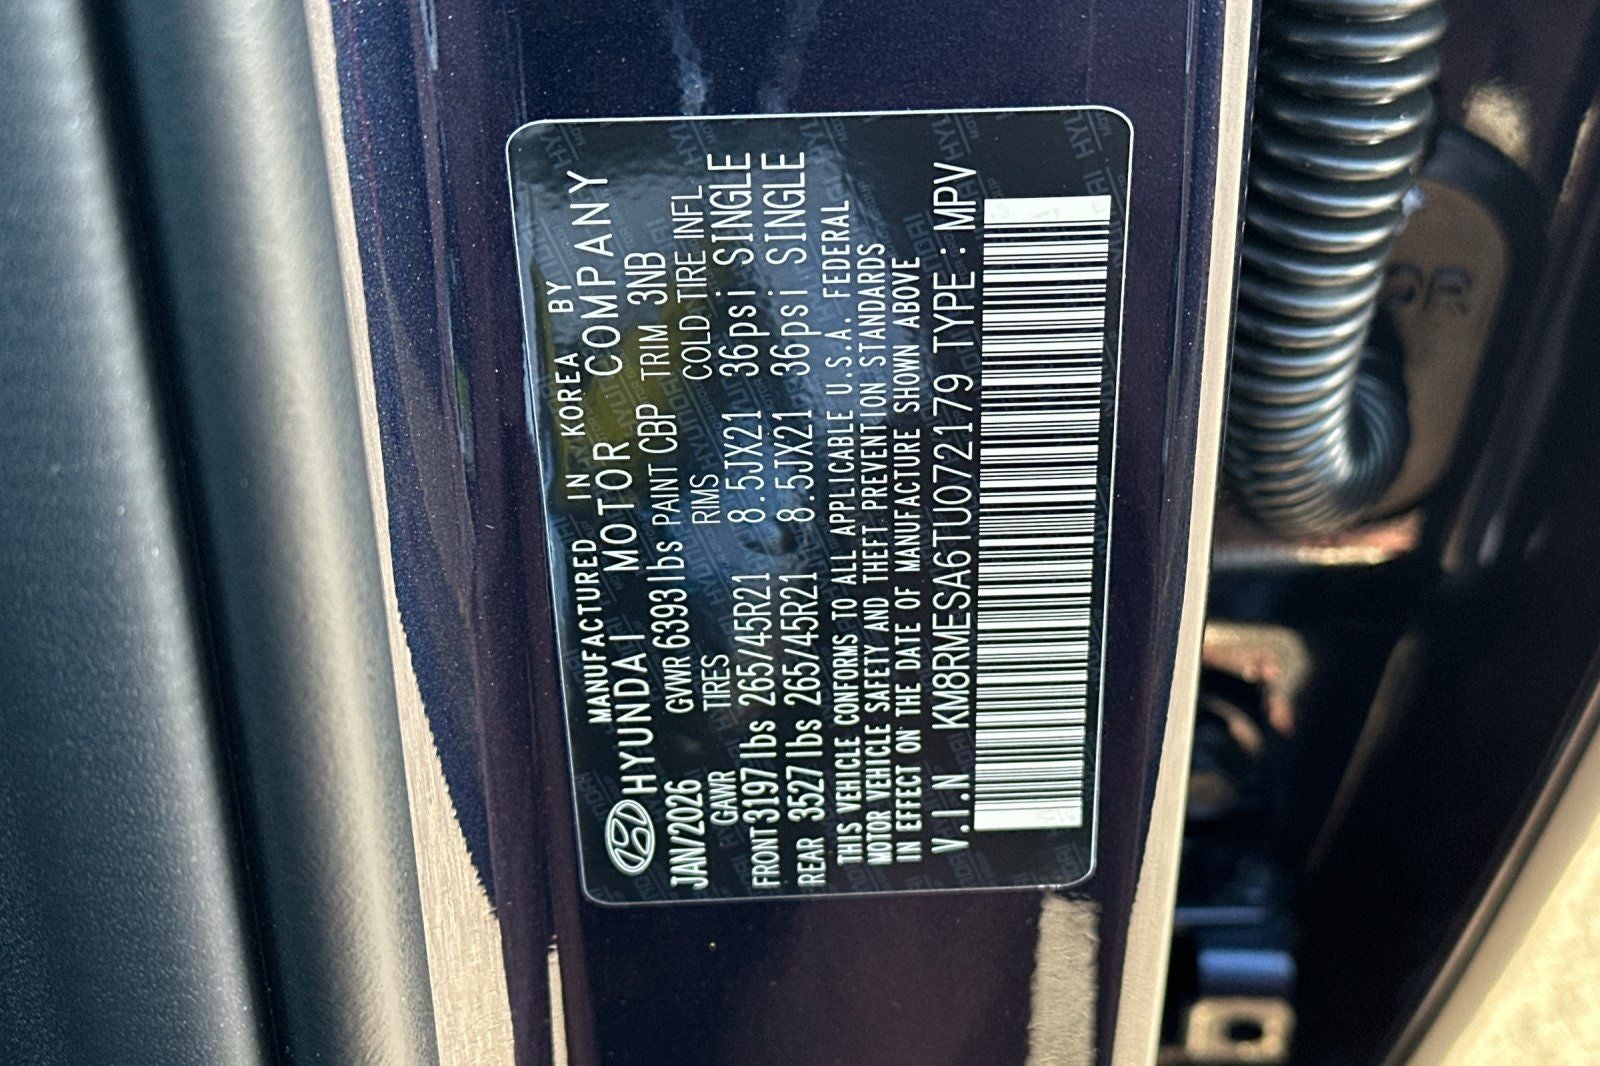 MANUFACTURED IN KOREA BY
HYUNDAI MOTOR COMPANY
JAN/2026 GVWR 6393lbs PAINT CBP TRIM 3NB
GAWR TIRES RIMS COLD TIRE INFL
FRONT 3197lbs 265/45R21 8.5JX21 36psi SINGLE
REAR 3527lbs 265/45R21 8.5JX21 36psi SINGLE
THIS VEHICLE CONFORMS TO ALL APPLICABLE U.S.A. FEDERAL
MOTOR VEHICLE SAFETY AND THEFT PREVENTION STANDARDS
IN EFFECT ON THE DATE OF MANUFACTURE SHOWN ABOVE
V.I.N KM8RMESA6TU072179 TYPE : MPV